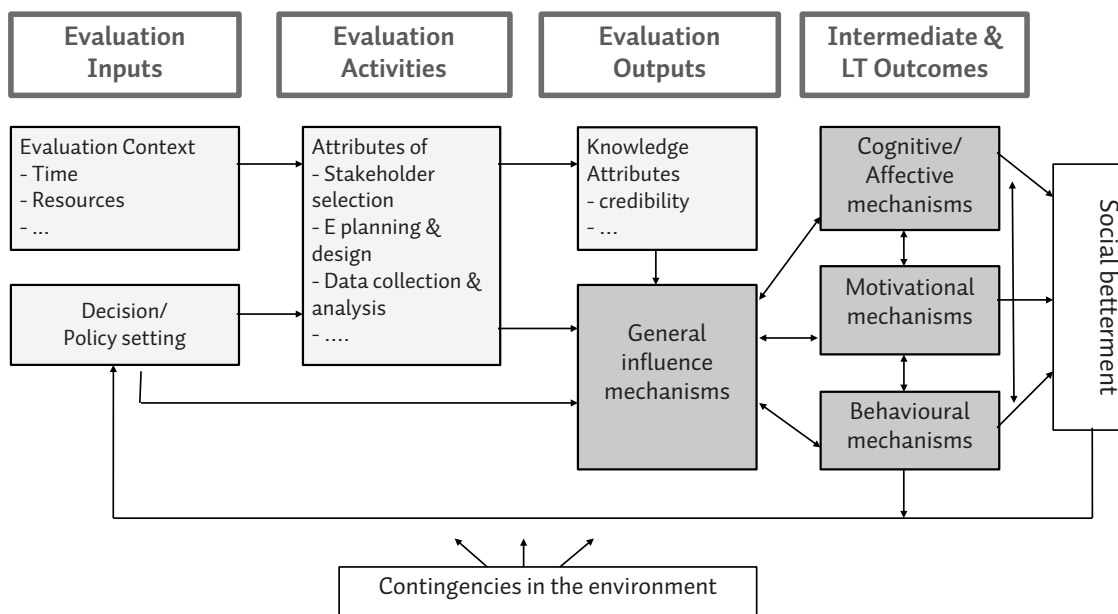 Evaluation
Inputs
Evaluation
Activities
Evaluation
Outputs
Intermediate &
LT Outcomes
Evaluation Context
- Time
- Resources
- ...
Decision/
Policy setting
Attributes of
- Stakeholder
selection
- E planning &
design
- Data collection &
analysis
- ....
Knowledge
Attributes
- credibility
- ...
General
influence
mechanisms
Cognitive/
Affective
mechanisms
Motivational
mechanisms
Behavioural
mechanisms
Social betterment
Contingencies in the environment